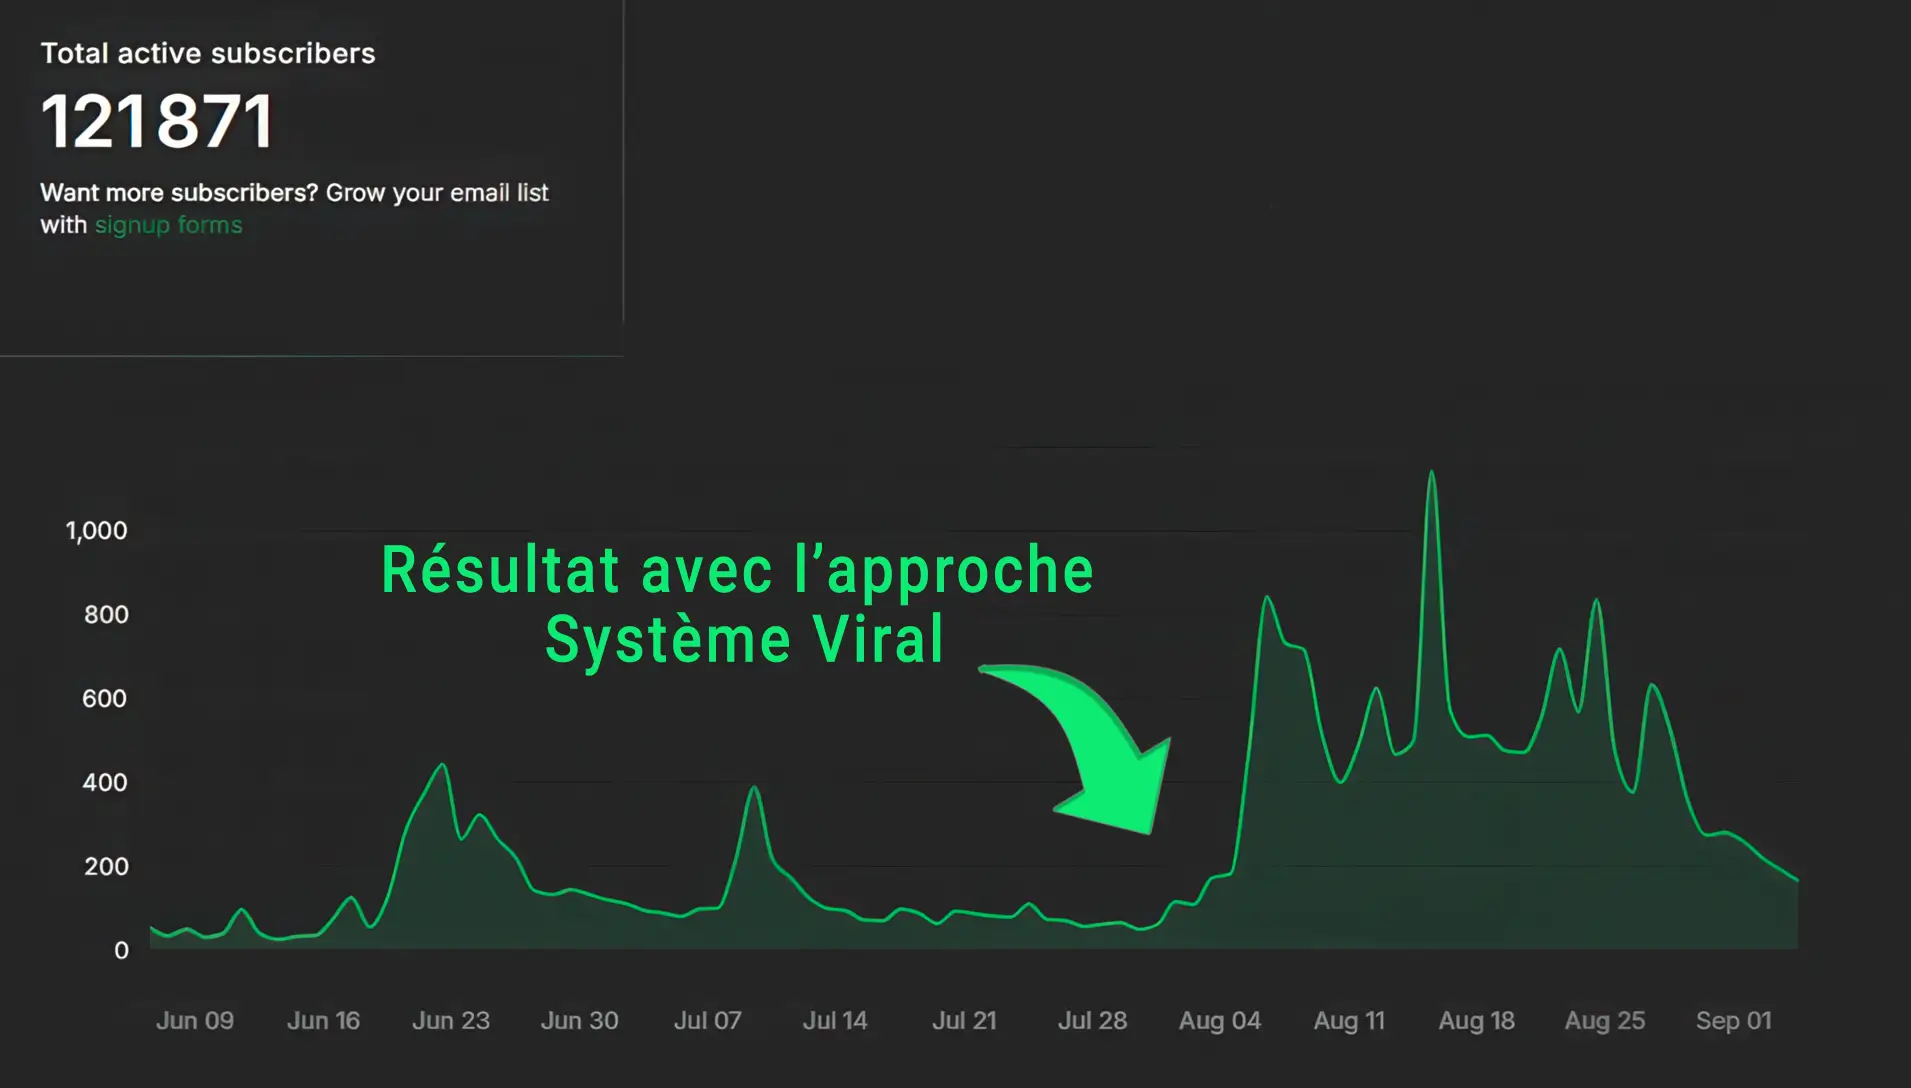 Total active subscribers
121 871
Want more subscribers? Grow your email list
with signup forms
1,000
800
600
400
200
0
Résultat avec l’approche
Système Viral
Jun 09
Jun 16
Jun 23
Jun 30
Jul 07
Jul 14
Jul 21
Jul 28
Aug 04
Aug 11
Aug 18
Aug 25
Sep 01